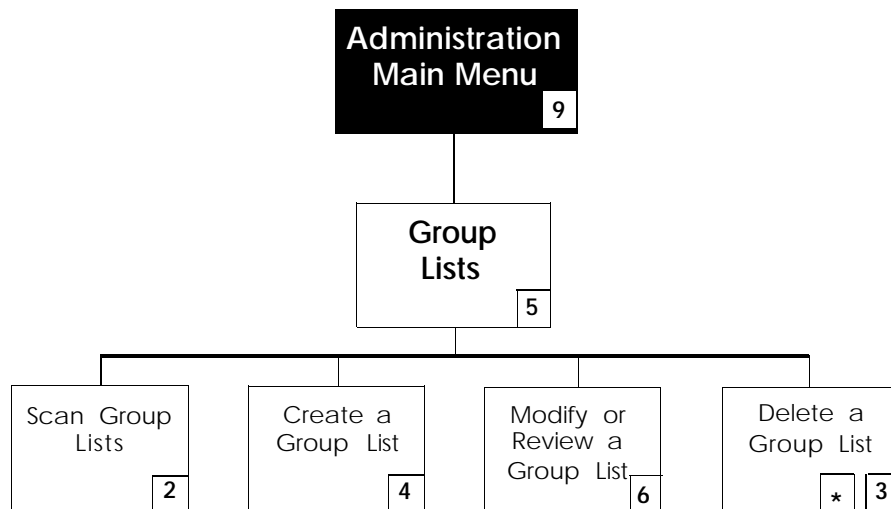 Administration
Main Menu
9
Group
Lists
5
Scan Group
Lists
2
Create a
Group List
4
Modify or
Review a
Group List
6
Delete a
Group List
* 3